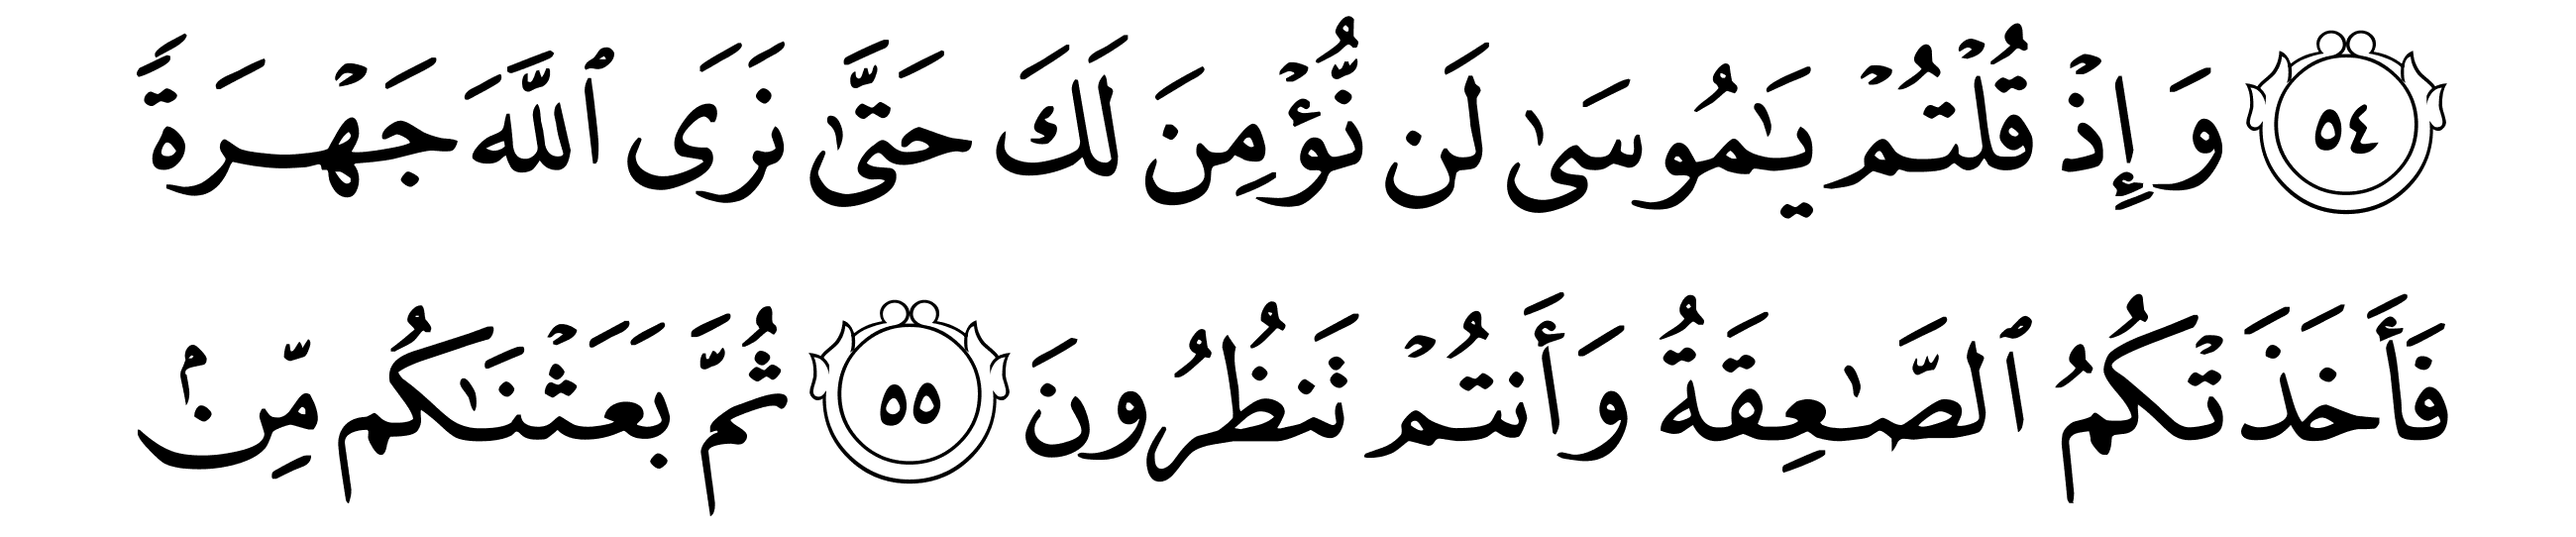 ٥٤ وَإِذْ قُلْتُمْ يَـٰمُوسَىٰ لَن نُّؤْمِنَ لَكَ حَتَّىٰ نَرَى ٱللَّهَ جَهْرَةً
فَأَخَذَتْكُمُ ٱلصَّـٰعِقَةُ وَأَنتُمْ تَنظُرُونَ ٥٥ ثُمَّ بَعَثْنَـٰكُم مِّنۢ